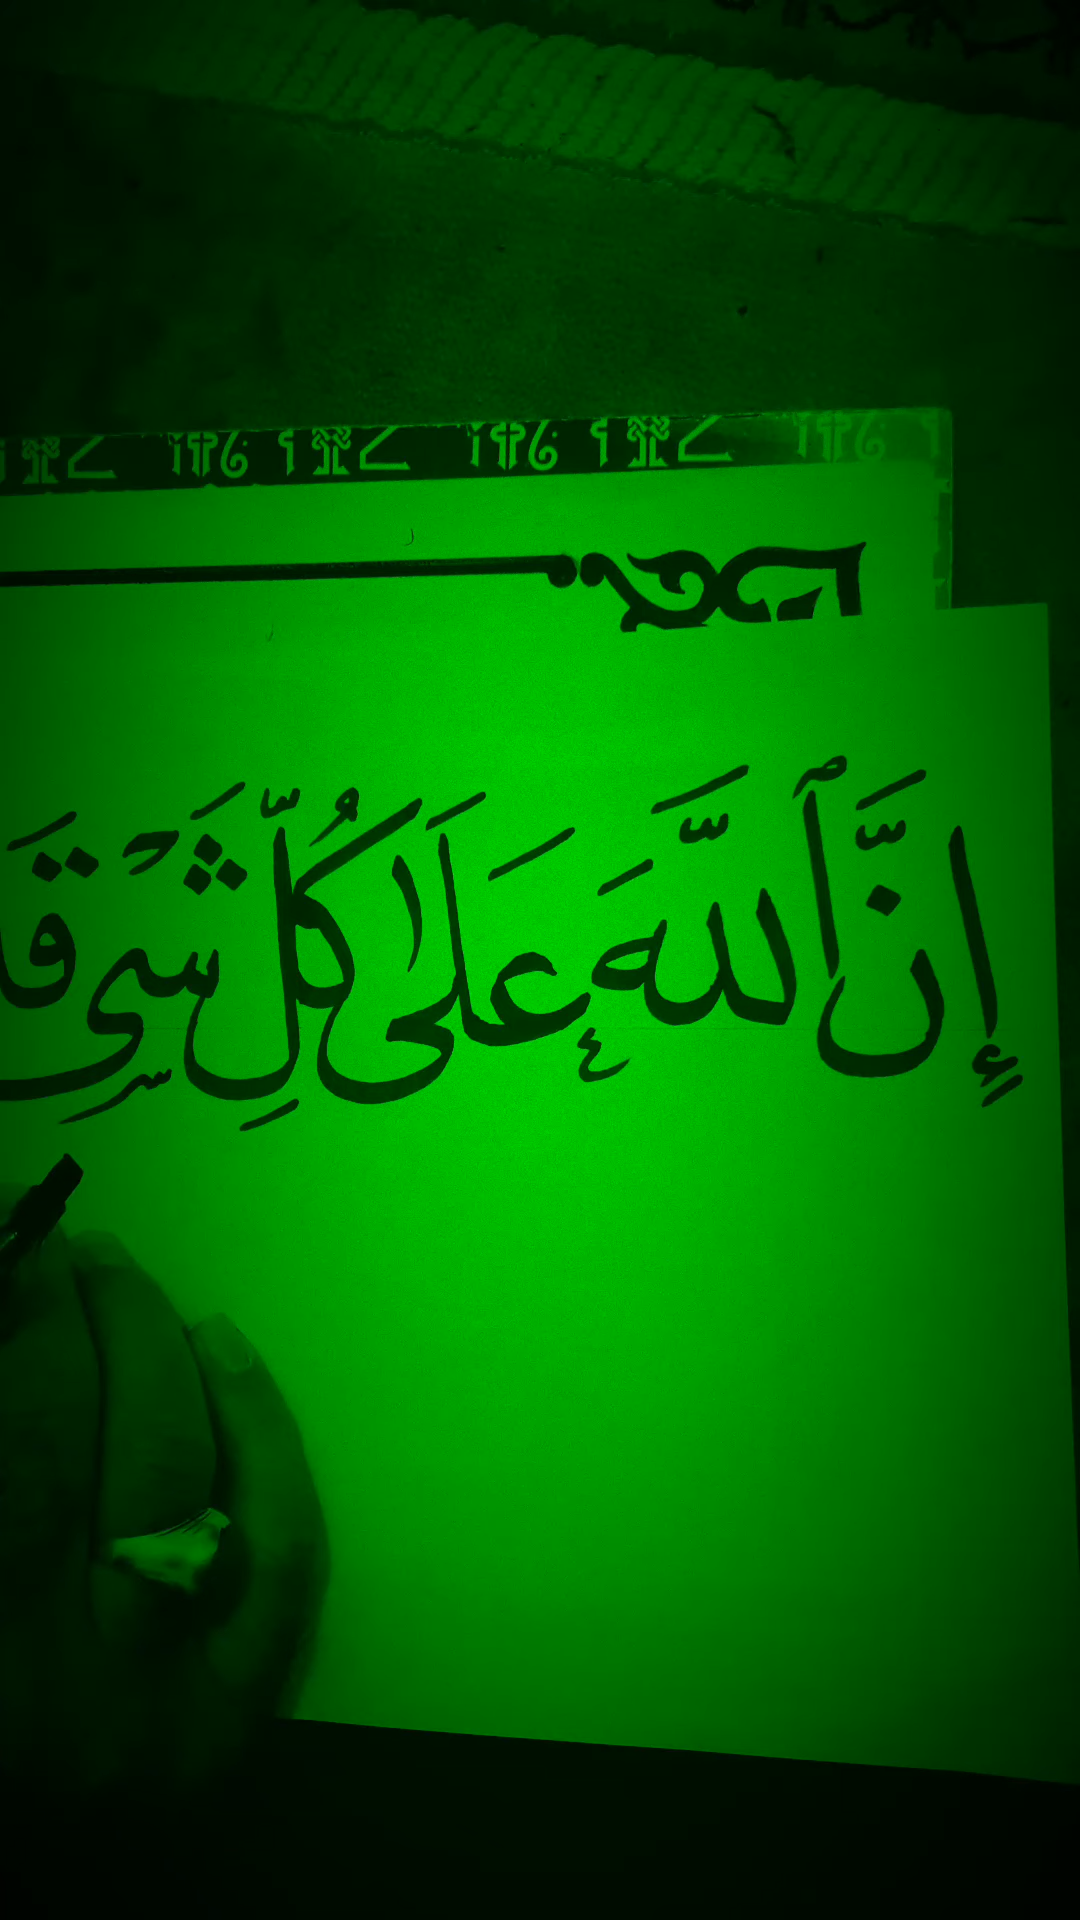 إِنَّ ٱللَّهَ عَلَىٰ كُلِّ شَيْ قَ